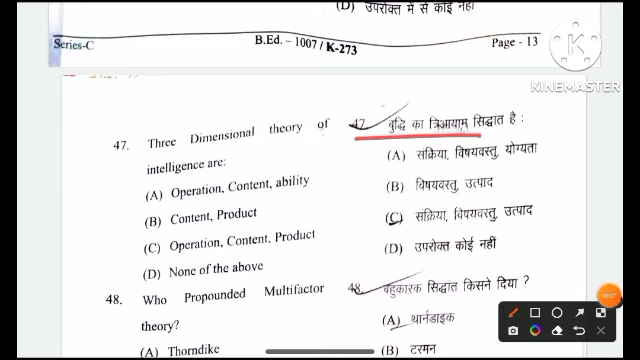 (D) उपरोक्त में से कोई नहीं
Series-C
B.Ed. – 1007 / K-273
Page - 13
KINEMASTER
47. Three Dimensional theory of
intelligence are:
(A) Operation, Content, ability
(B) Content, Product
(C) Operation, Content, Product
(D) None of the above
48. Who Propounded Multifactor
theory?
(A) Thorndike
47. बुद्धि का त्रिआयाम सिद्धांत है :
(A) संक्रिया, विषयवस्तु, योग्यता
(B) विषयवस्तु, उत्पाद
(C) संक्रिया, विषयवस्तु, उत्पाद
(D) उपरोक्त कोई नहीं
48. बहुकारक सिद्धांत किसने दिया ?
(A) थार्नडाइक
(B) टरमन